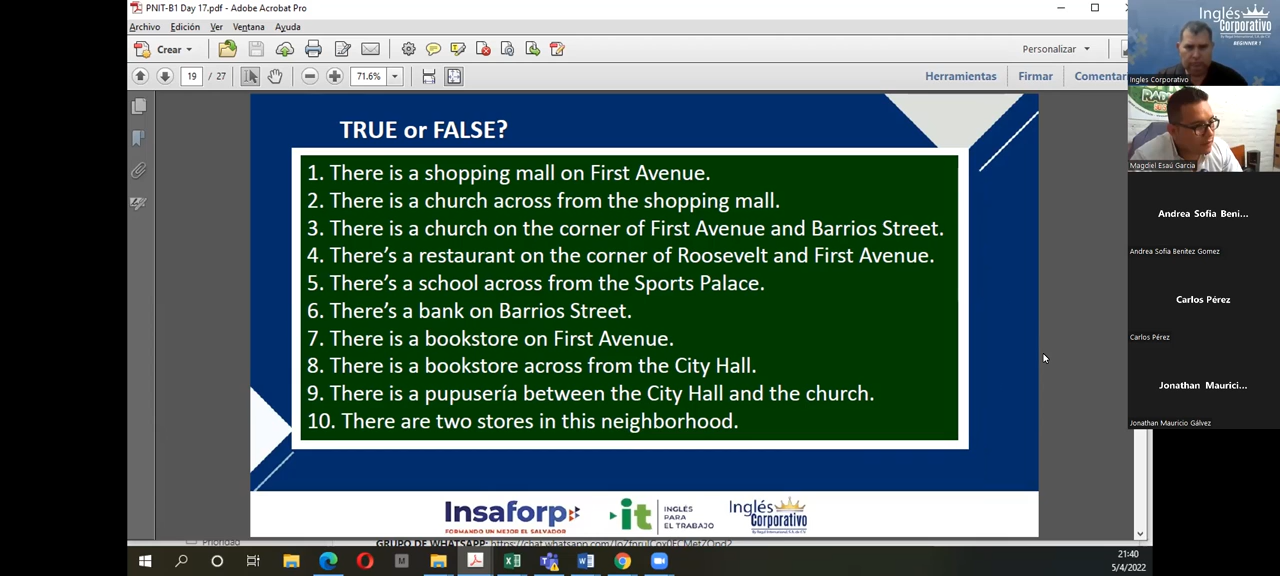 PNIT-B1 Day 17.pdf - Adobe Acrobat Pro
Archivo Edición Ver Ventana Ayuda
Crear
Personalizar
19 / 27
71.6%
Herramientas
Firmar
Comentar
TRUE or FALSE?
1. There is a shopping mall on First Avenue.
2. There is a church across from the shopping mall.
3. There is a church on the corner of First Avenue and Barrios Street.
4. There's a restaurant on the corner of Roosevelt and First Avenue.
5. There's a school across from the Sports Palace.
6. There's a bank on Barrios Street.
7. There is a bookstore on First Avenue.
8. There is a bookstore across from the City Hall.
9. There is a pupusería between the City Hall and the church.
10. There are two stores in this neighborhood.
Insaforp
FORMANDO UN MEJOR EL SALVADOR
it
INGLÉS
PARA
EL TRABAJO
Inglés
Corporativo
GRUPO DE WHATSAPP:
21:40
5/4/2022
Inglés
Corporativo
BEGINNER 1
Ingles Corporativo
Magdiel Esaú Garcia
Andrea Sofia Beni...
Andrea Sofia Benitez Gomez
Carlos Pérez
Carlos Pérez
Jonathan Maurici...
Jonathan Mauricio Gálvez